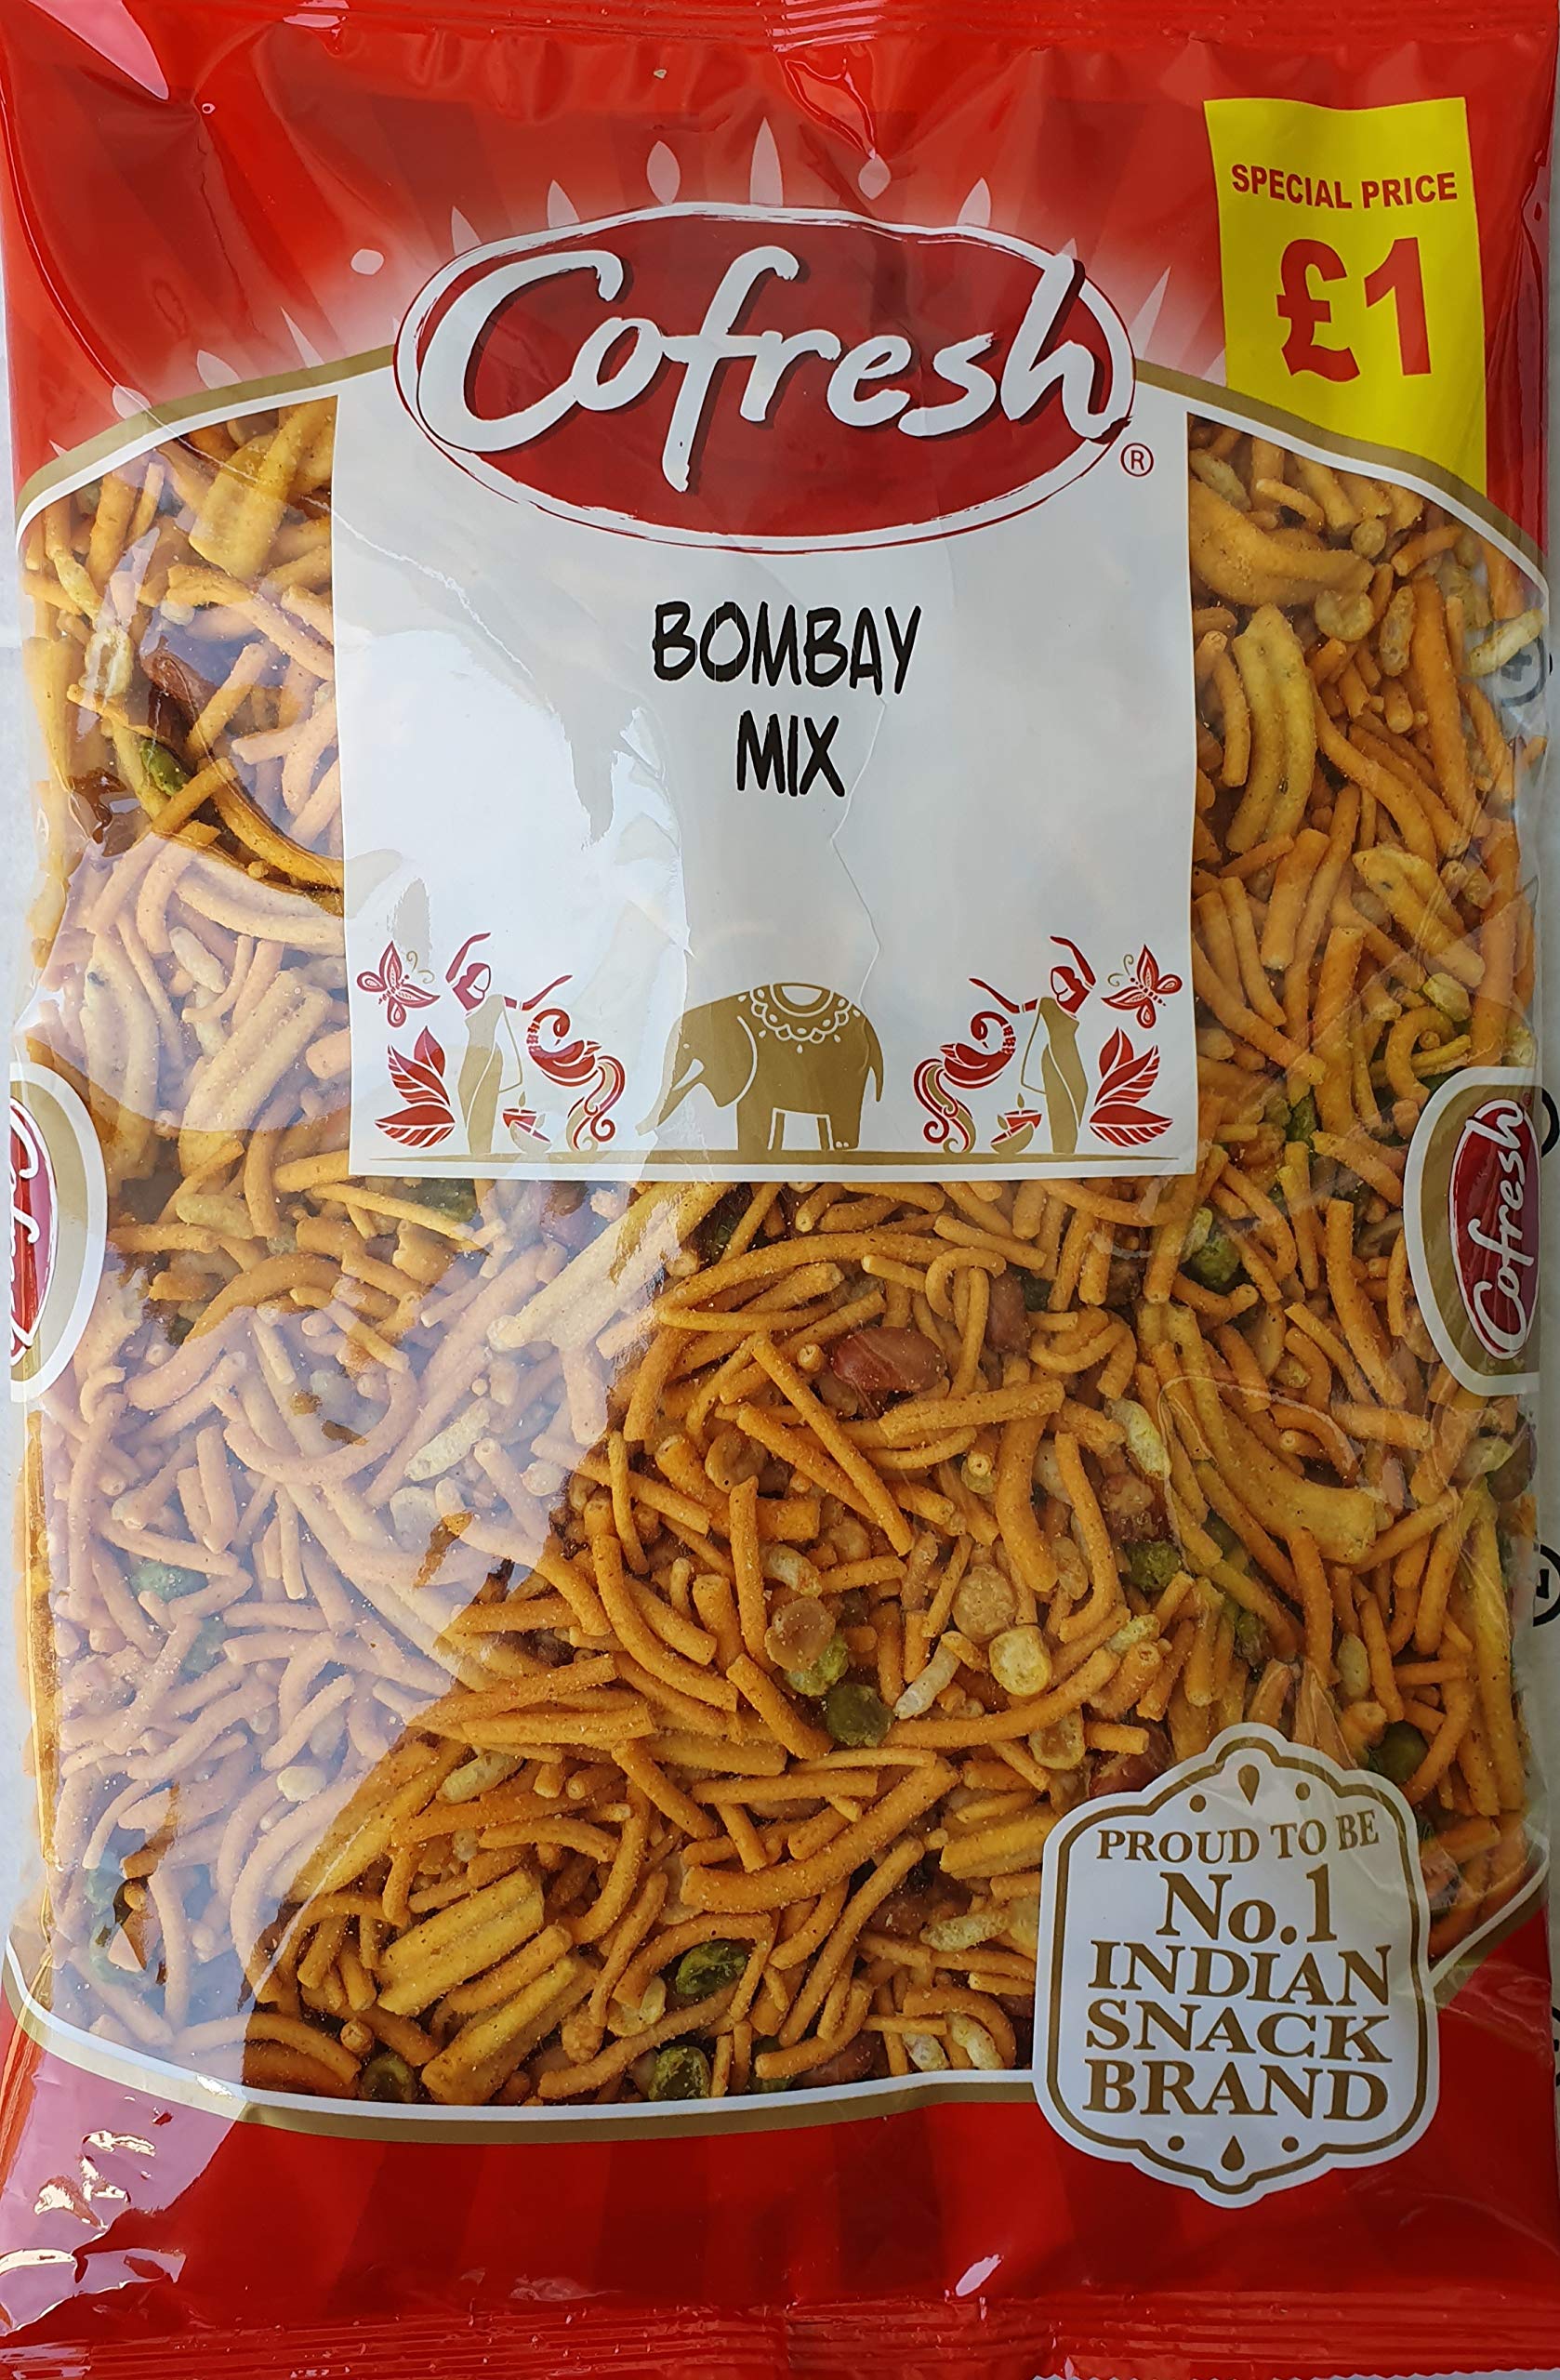 SPECIAL PRICE
£1
Cofresh
®
BOMBAY
MIX
Cofresh
PROUD TO BE
No.1
INDIAN
SNACK
BRAND